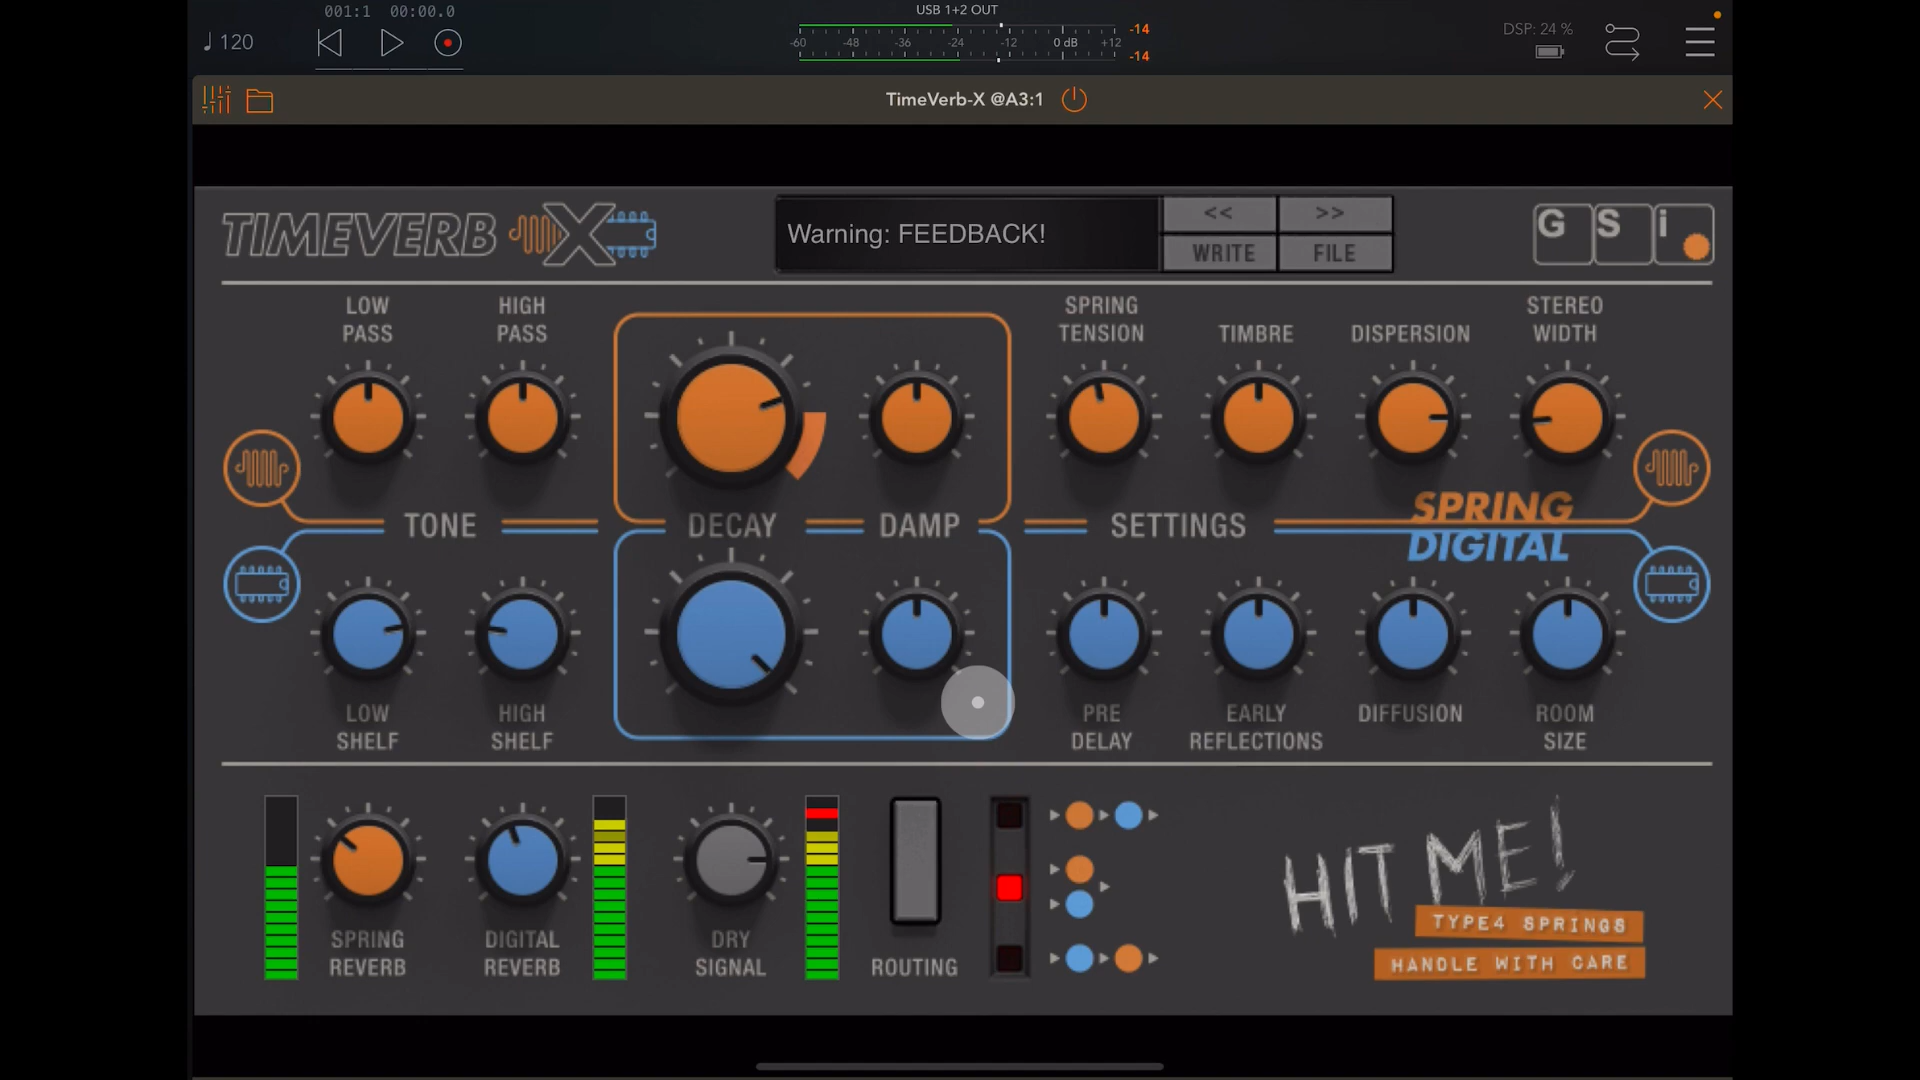 001:1 00:00.0
USB 1+2 OUT
120
-60 -48 -36 -24 -12 0 dB +12
-14
-14
DSP: 24 %
TimeVerb-X @A3:1
TIMEVERB X
Warning: FEEDBACK!
<< >>
WRITE FILE
G S i
LOW
PASS
HIGH
PASS
SPRING
TENSION
TIMBRE
DISPERSION
STEREO
WIDTH
TONE
DECAY
DAMP
SETTINGS
SPRING
DIGITAL
LOW
SHELF
HIGH
SHELF
PRE
DELAY
EARLY
REFLECTIONS
DIFFUSION
ROOM
SIZE
SPRING
REVERB
DIGITAL
REVERB
DRY
SIGNAL
ROUTING
HIT ME!
TYPE4 SPRINGS
HANDLE WITH CARE